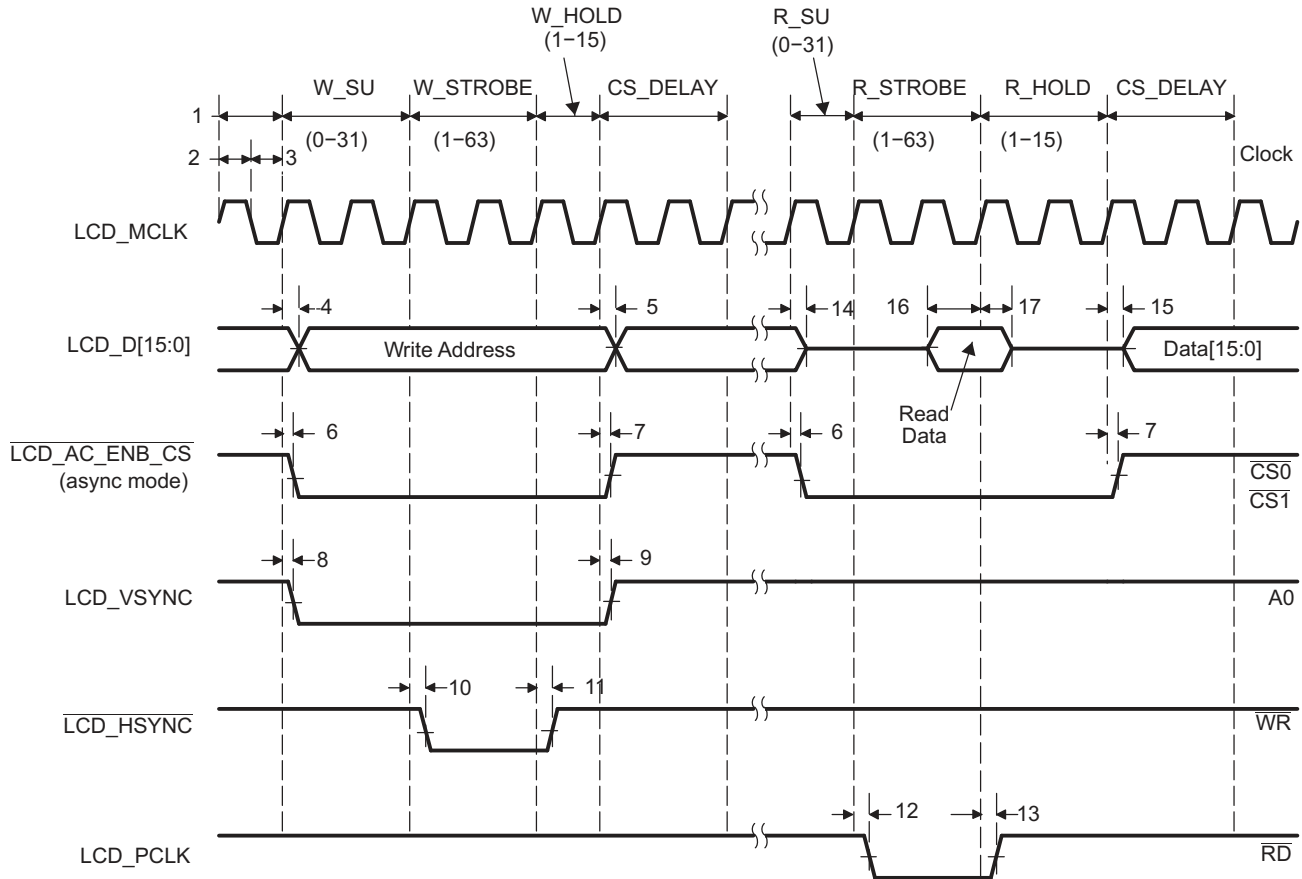 W_HOLD
(1−15)
R_SU
(0−31)
W_SU
W_STROBE
CS_DELAY
R_STROBE
R_HOLD
CS_DELAY
1
(0−31)
(1−63)
(1−63)
(1−15)
2
3
Clock
LCD_MCLK
4
5
14
16
17
15
LCD_D[15:0]
Write Address
Data[15:0]
Read
Data
6
7
6
7
LCD_AC_ENB_CS
(async mode)
CS0
CS1
8
9
LCD_VSYNC
A0
10
11
LCD_HSYNC
WR
12
13
LCD_PCLK
RD